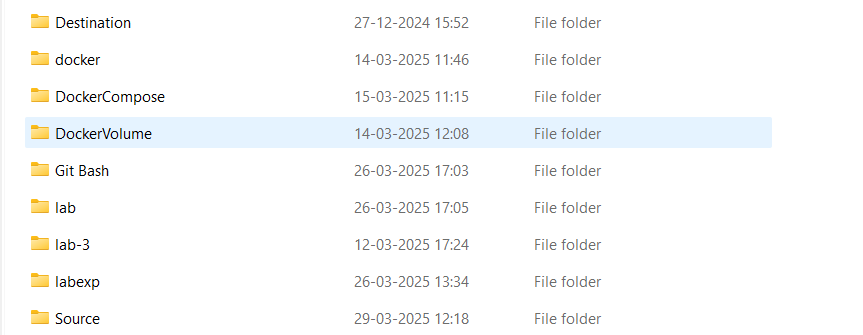 Destination 27-12-2024 15:52 File folder
docker 14-03-2025 11:46 File folder
DockerCompose 15-03-2025 11:15 File folder
DockerVolume 14-03-2025 12:08 File folder
Git Bash 26-03-2025 17:03 File folder
lab 26-03-2025 17:05 File folder
lab-3 12-03-2025 17:24 File folder
labexp 26-03-2025 13:34 File folder
Source 29-03-2025 12:18 File folder